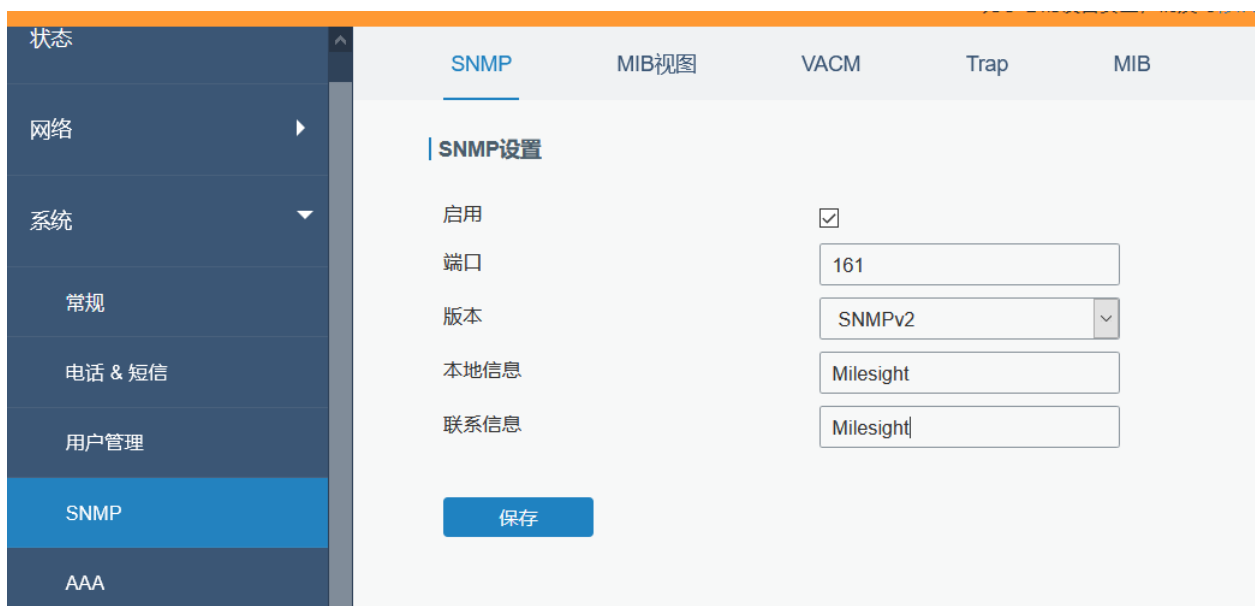 状态
SNMP MIB视图 VACM Trap MIB
网络
SNMP设置
系统
启用
端口 161
常规
版本 SNMPv2
电话 & 短信
本地信息 Milesight
联系信息 Milesight
用户管理
SNMP
保存
AAA